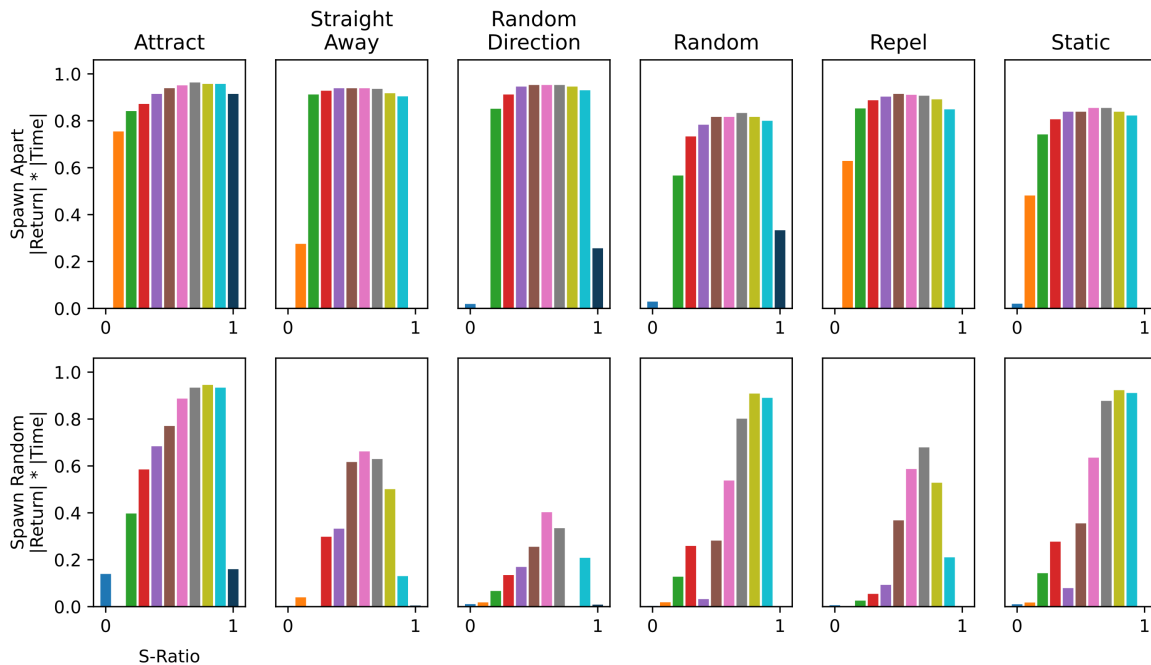 Attract
Straight
Away
Random
Direction
Random
Repel
Static
Spawn Apart
|Return| * |Time|
1.0
0.8
0.6
0.4
0.2
0.0
0 1
0 1
0 1
0 1
0 1
0 1
Spawn Random
|Return| * |Time|
1.0
0.8
0.6
0.4
0.2
0.0
0 1
0 1
0 1
0 1
0 1
0 1
S-Ratio